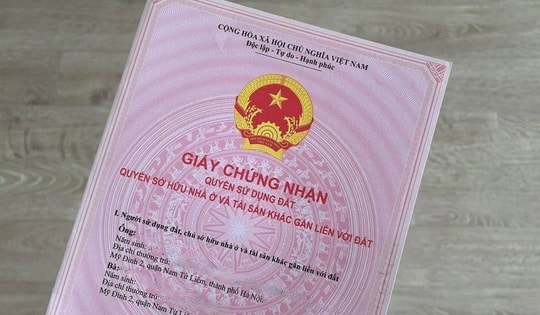 CỘNG HÒA XÃ HỘI CHỦ NGHĨA VIỆT NAM
Độc lập - Tự do - Hạnh phúc
GIẤY CHỨNG NHẬN
QUYỀN SỬ DỤNG ĐẤT
QUYỀN SỞ HỮU NHÀ Ở VÀ TÀI SẢN KHÁC GẮN LIỀN VỚI ĐẤT
I. Người sử dụng đất, chủ sở hữu nhà ở và tài sản khác gắn liền với đất
Ông:
Năm sinh:
Địa chỉ thường trú:
Mỹ Đình 2, quận Nam Từ Liêm, thành phố Hà Nội.
Bà:
Năm sinh:
Địa chỉ thường trú:
Mỹ Đình 2, quận Nam Từ Liêm,